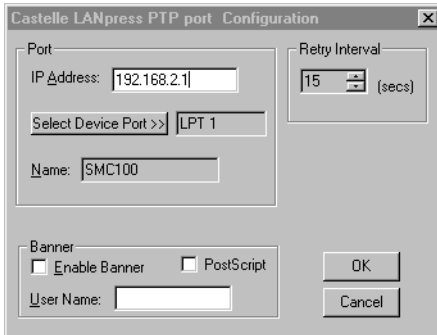 Castelle LANpress PTP port Configuration
Port
IP Address: 192.168.2.1
Select Device Port >> LPT 1
Name: SMC100
Retry Interval
15 (secs)
Banner
Enable Banner PostScript
User Name:
OK
Cancel